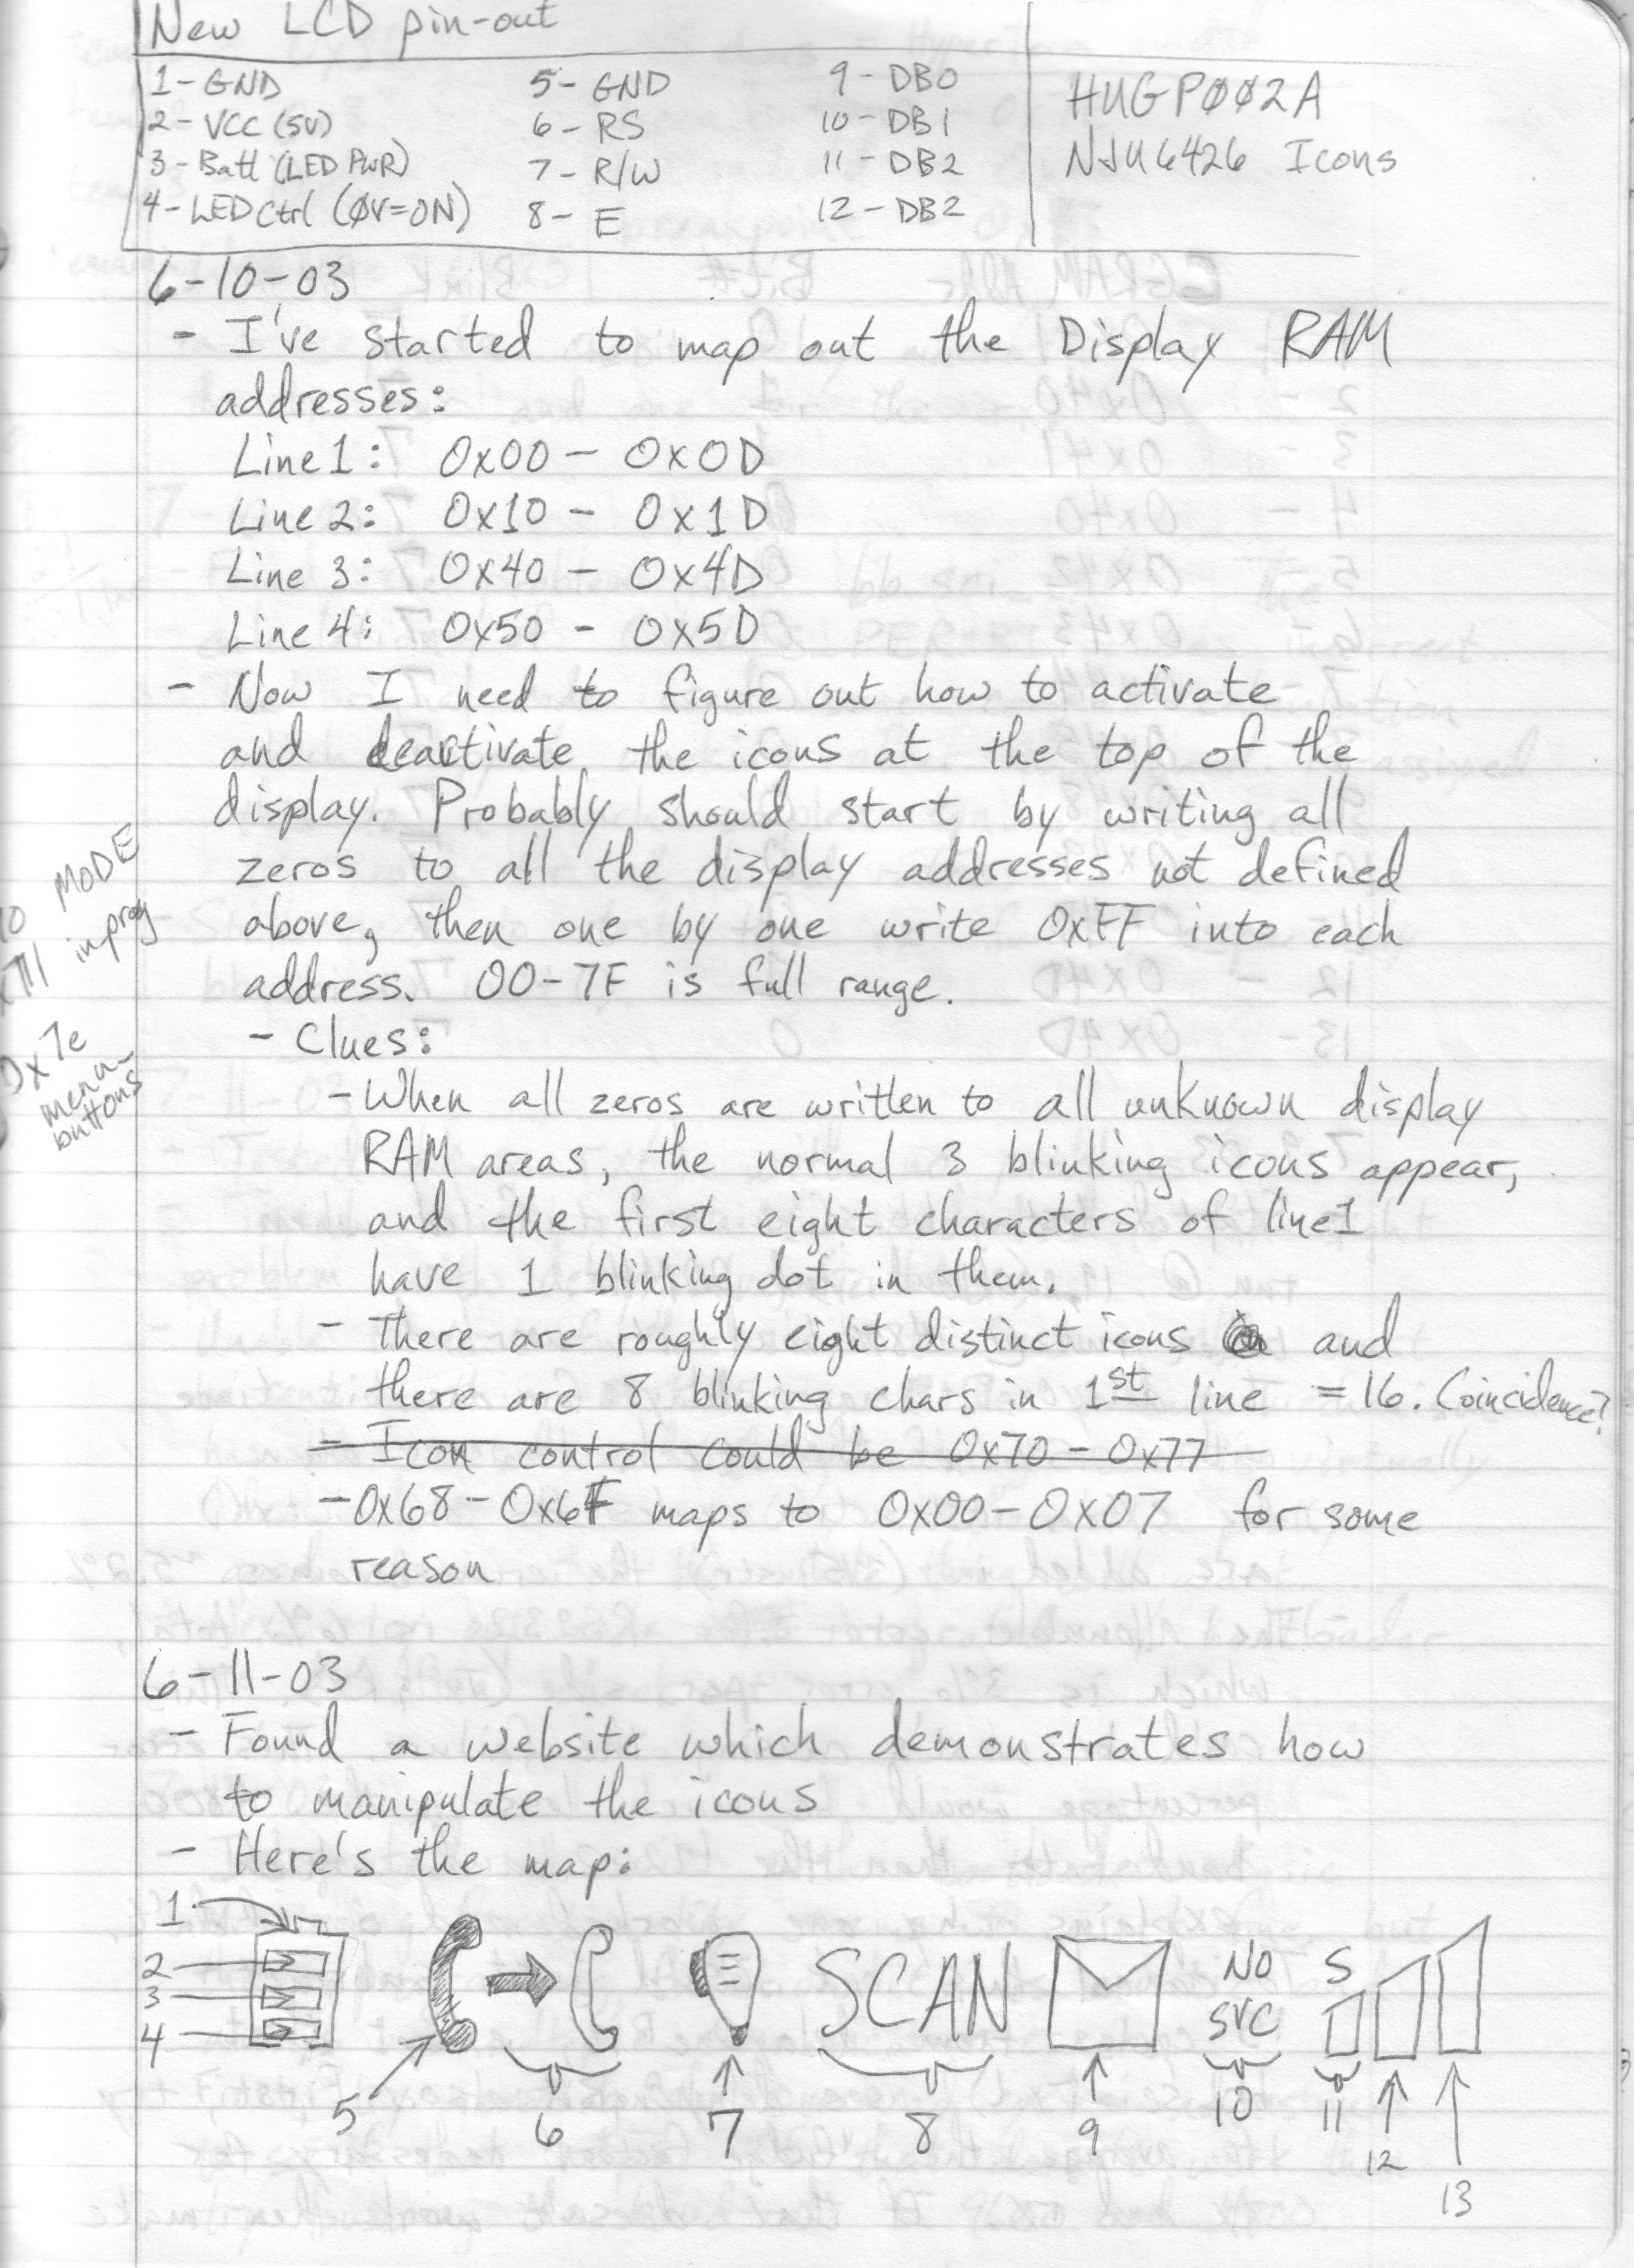 New LCD pin-out
1- GND 5- GND 9- DB0 HUGPØØ2A
2- VCC (5V) 6- RS 10- DB1 NJU6426 Icons
3- Batt (LED PWR) 7- R/W 11- DB2
4- LED Ctrl (ØV=ON) 8- E 12- DB2
6-10-03
- I've started to map out the Display RAM
addresses:
Line 1: 0x00 - 0x0D
Line 2: 0x10 - 0x1D
Line 3: 0x40 - 0x4D
Line 4: 0x50 - 0x5D
- Now I need to figure out how to activate
and deactivate the icons at the top of the
display. Probably should start by writing all
zeros to all the display addresses not defined
above, then one by one write 0xFF into each
address. 00-7F is full range.
MODE
in prog
0x7e
menu-
buttons
- Clues:
- When all zeros are written to all unknown display
RAM areas, the normal 3 blinking icons appear,
and the first eight characters of line1
have 1 blinking dot in them.
- There are roughly eight distinct icons and
there are 8 blinking chars in 1st line = 16. Coincidence?
- Icon control could be 0x70 - 0x77
- 0x68 - 0x6F maps to 0x00 - 0x07 for some
reason
6-11-03
- Found a website which demonstrates how
to manipulate the icons
- Here's the map:
1
2
3
4
SCAN
NO
SVC
S
5 6 7 8 9 10 11 12 13